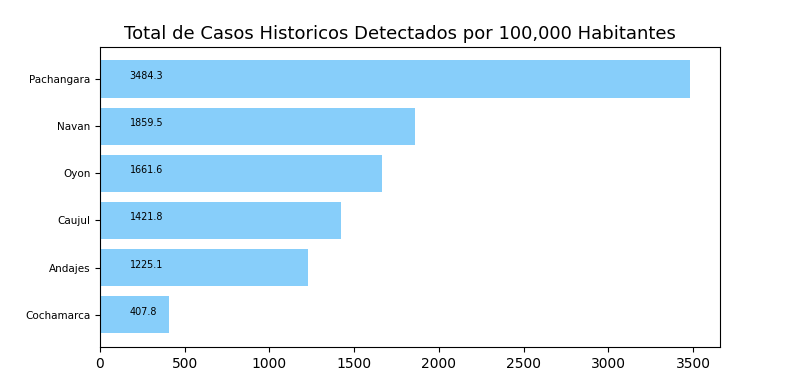 Total de Casos Historicos Detectados por 100,000 Habitantes
Pachangara 3484.3
Navan 1859.5
Oyon 1661.6
Caujul 1421.8
Andajes 1225.1
Cochamarca 407.8
0 500 1000 1500 2000 2500 3000 3500